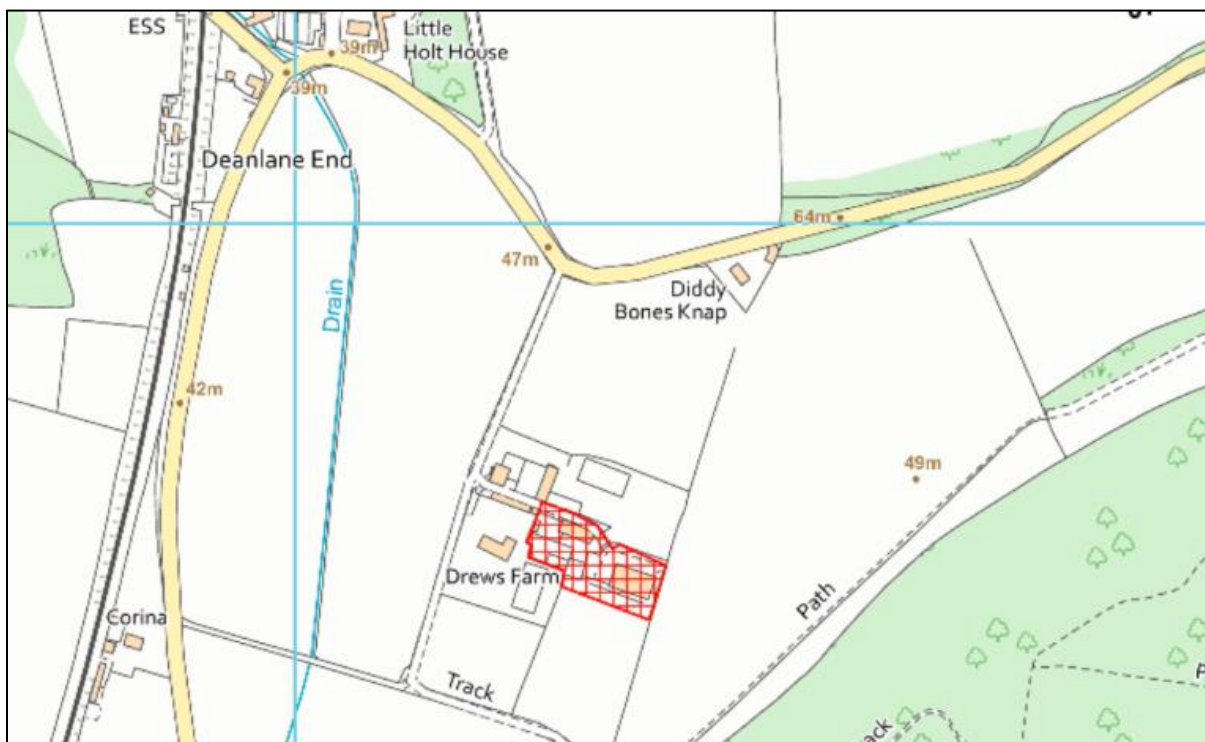 ESS
Little
Holt House
39m
39m
Deanlane End
64m
47m
Diddy
Bones Knap
Drain
42m
49m
Drews Farm
Path
Corina
Track